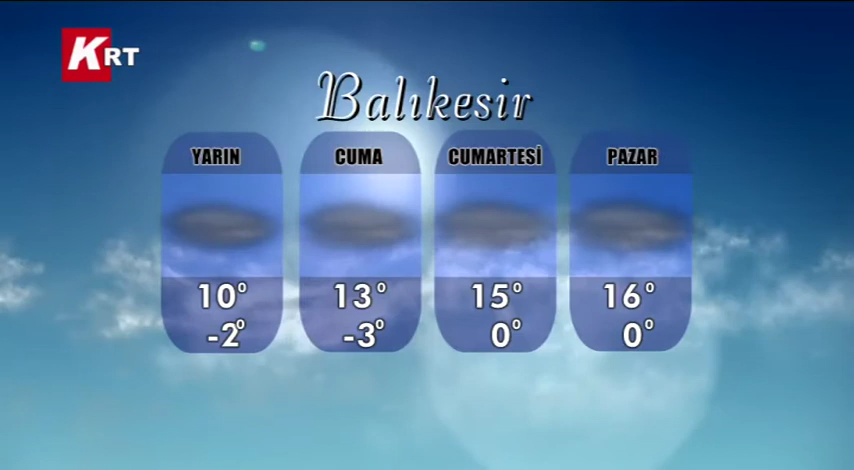 KRT
Balıkesir
YARIN CUMA CUMARTESİ PAZAR
10° 13° 15° 16°
-2° -3° 0° 0°